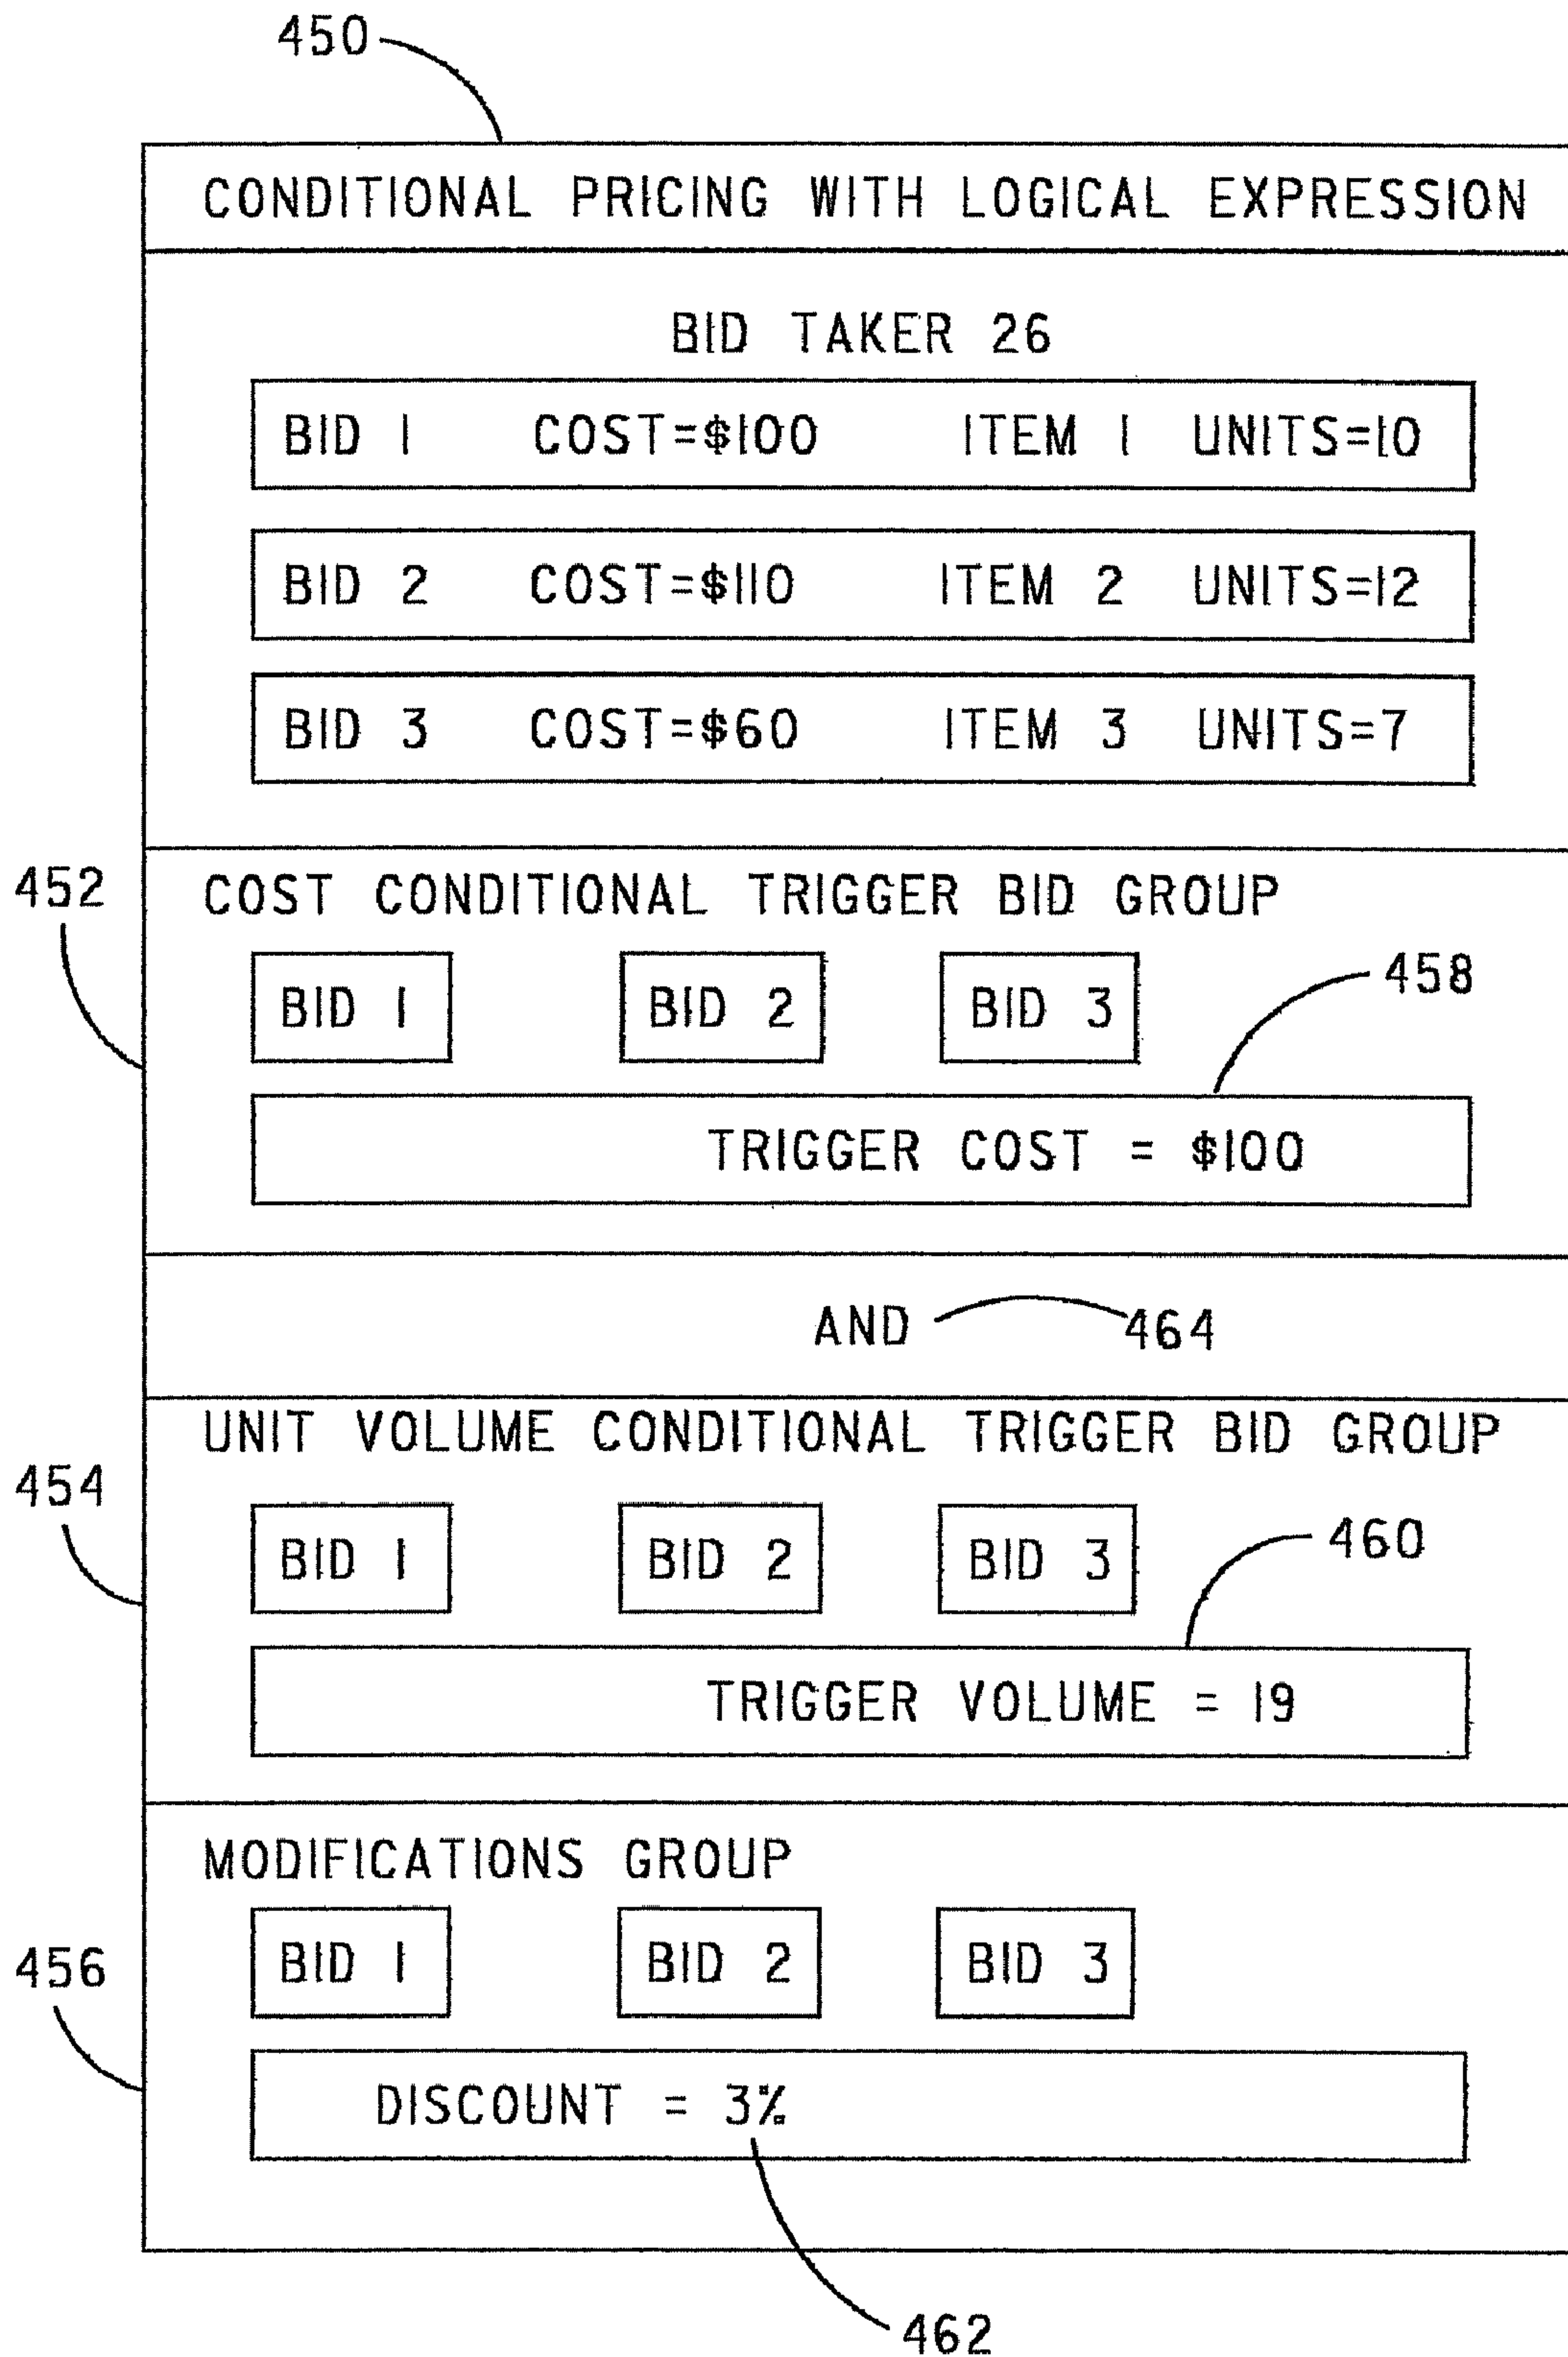 450
CONDITIONAL PRICING WITH LOGICAL EXPRESSION
BID TAKER 26
BID 1 COST=$100 ITEM 1 UNITS=10
BID 2 COST=$110 ITEM 2 UNITS=12
BID 3 COST=$60 ITEM 3 UNITS=7
452
COST CONDITIONAL TRIGGER BID GROUP
BID 1 BID 2 BID 3
458
TRIGGER COST = $100
AND 464
UNIT VOLUME CONDITIONAL TRIGGER BID GROUP
454
BID 1 BID 2 BID 3
460
TRIGGER VOLUME = 19
MODIFICATIONS GROUP
456
BID 1 BID 2 BID 3
DISCOUNT = 3%
462